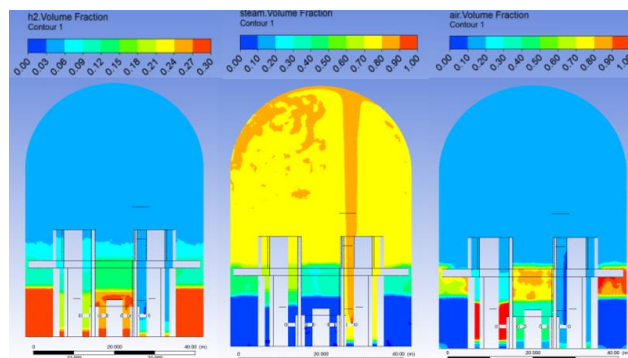 h2.Volume Fraction
Contour 1
0.00 0.03 0.06 0.09 0.12 0.15 0.18 0.21 0.24 0.27 0.30
steam.Volume Fraction
Contour 1
0.00 0.10 0.20 0.30 0.40 0.50 0.60 0.70 0.80 0.90 1.00
air.Volume Fraction
Contour 1
0.00 0.10 0.20 0.30 0.40 0.50 0.60 0.70 0.80 0.90 1.0
20.000 40.00 (m)
20.000 40.00 (m)
20.000 40.00